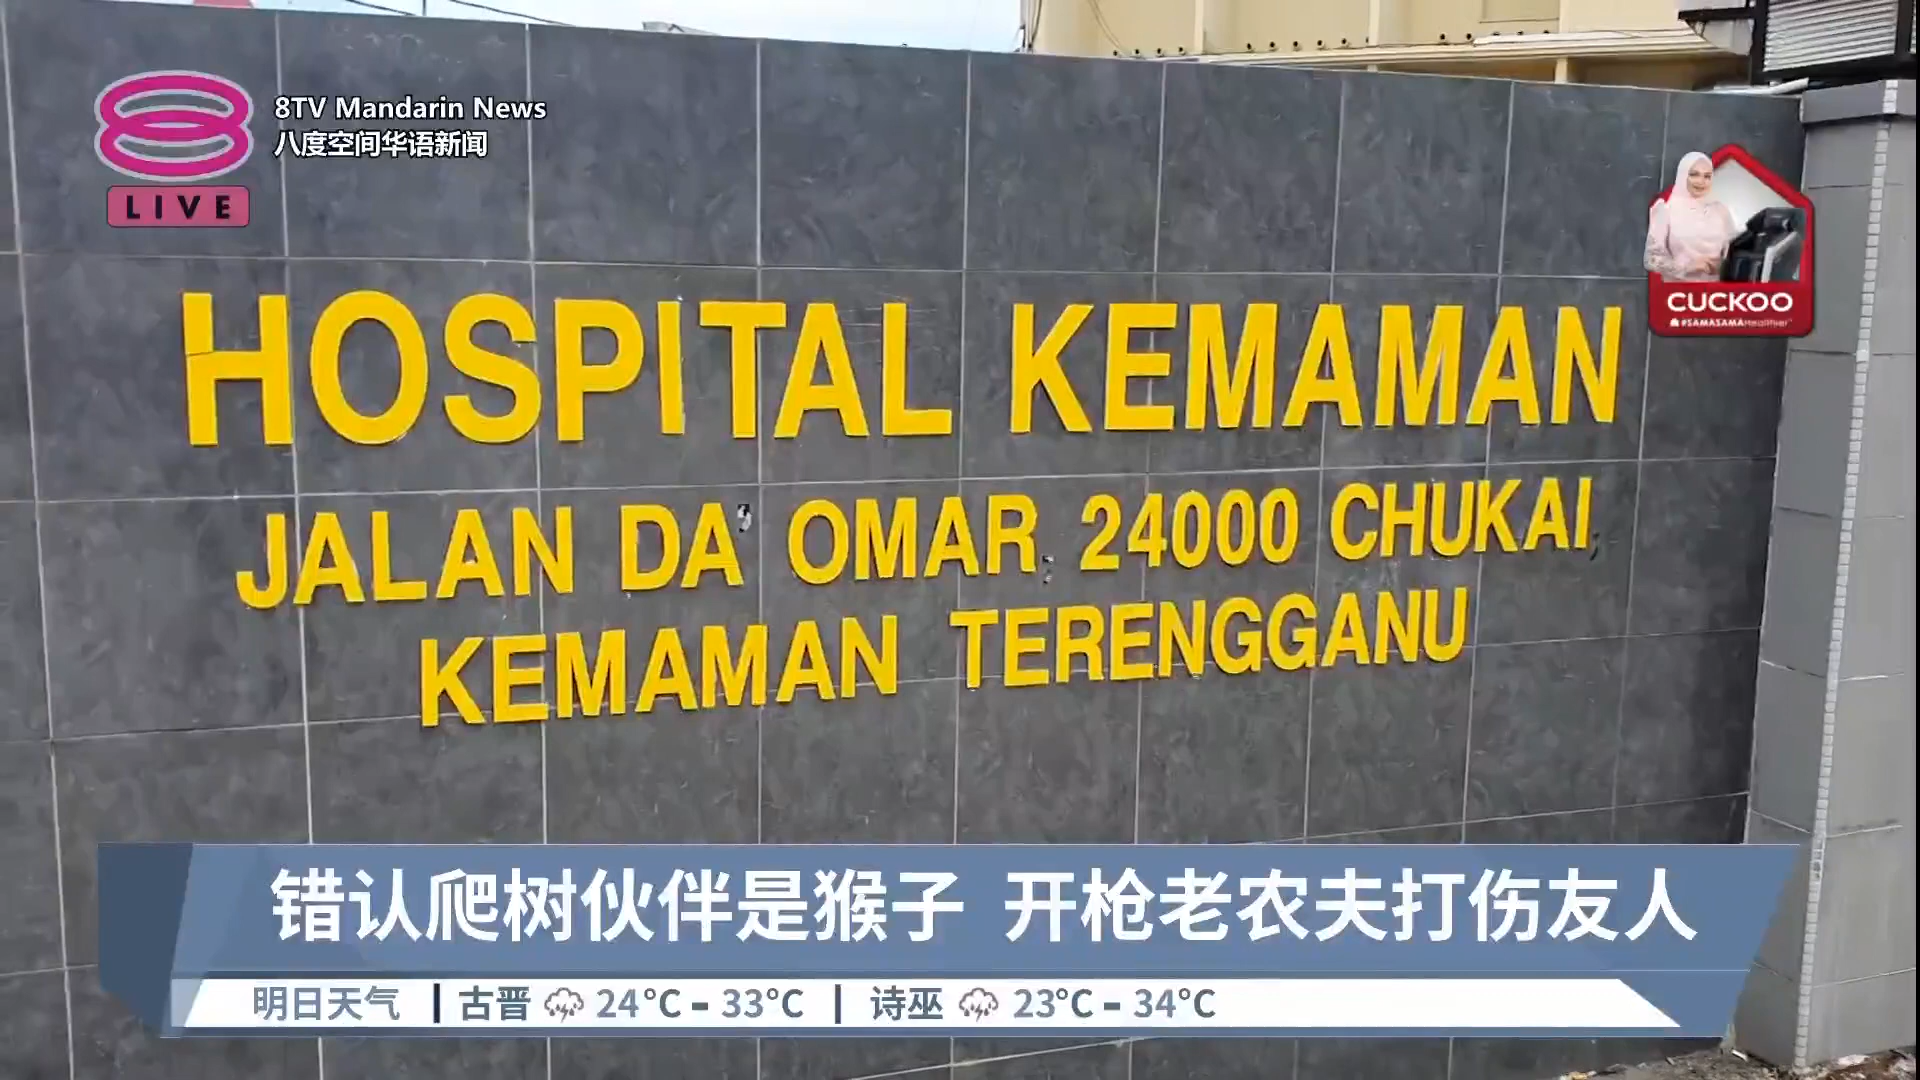 8TV Mandarin News
八度空间华语新闻
LIVE
CUCKOO
#SAMASAMAHealthier
HOSPITAL KEMAMAN
JALAN DA' OMAR, 24000 CHUKAI,
KEMAMAN TERENGGANU
错认爬树伙伴是猴子 开枪老农夫打伤友人
明日天气 | 古晋 24°C - 33°C | 诗巫 23°C - 34°C